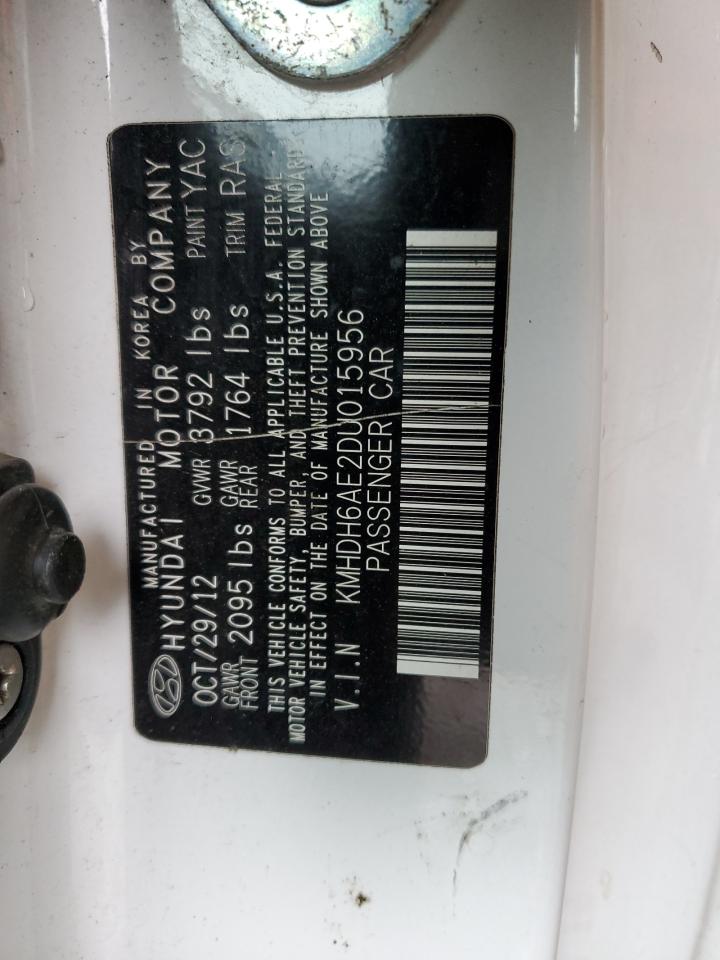 MANUFACTURED IN KOREA BY
HYUNDAI MOTOR COMPANY
OCT/29/12 GVWR 3792 lbs PAINT YAC
GAWR FRONT 2095 lbs GAWR REAR 1764 lbs TRIM RAS
THIS VEHICLE CONFORMS TO ALL APPLICABLE U.S.A. FEDERAL
MOTOR VEHICLE SAFETY, BUMPER, AND THEFT PREVENTION STANDARDS
IN EFFECT ON THE DATE OF MANUFACTURE SHOWN ABOVE
V.I.N KMHDH6AE2DU015956
PASSENGER CAR